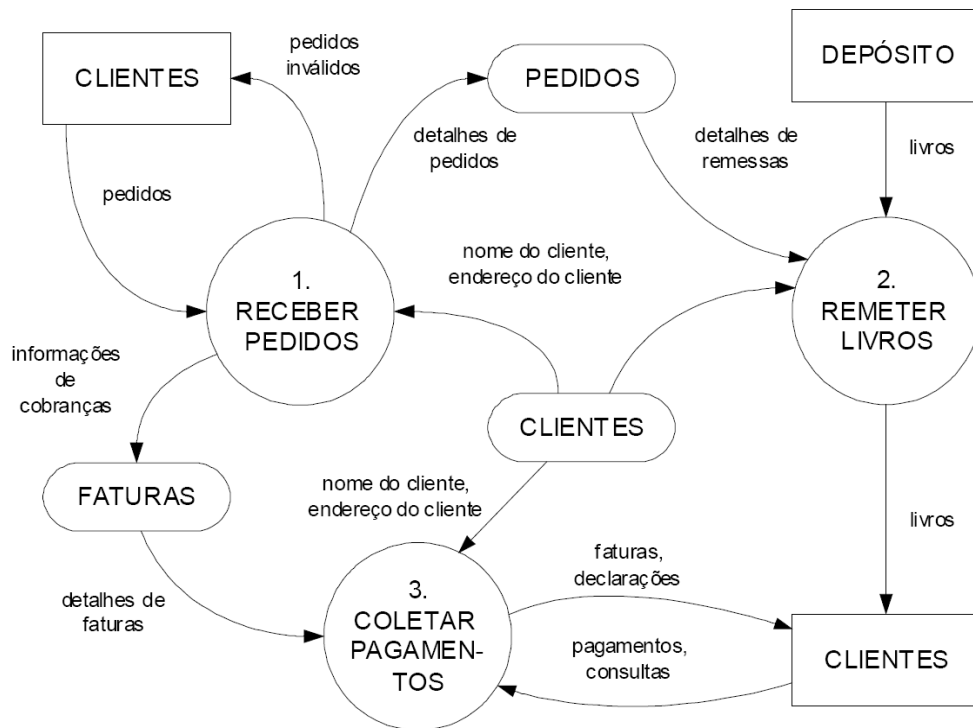 CLIENTES
pedidos
inválidos
PEDIDOS
DEPÓSITO
detalhes de
pedidos
detalhes de
remessas
livros
pedidos
nome do cliente,
endereço do cliente
1.
RECEBER
PEDIDOS
2.
REMETER
LIVROS
informações
de
cobranças
CLIENTES
FATURAS
nome do cliente,
endereço do cliente
livros
detalhes de
faturas
3.
COLETAR
PAGAMEN-
TOS
faturas,
declarações
pagamentos,
consultas
CLIENTES